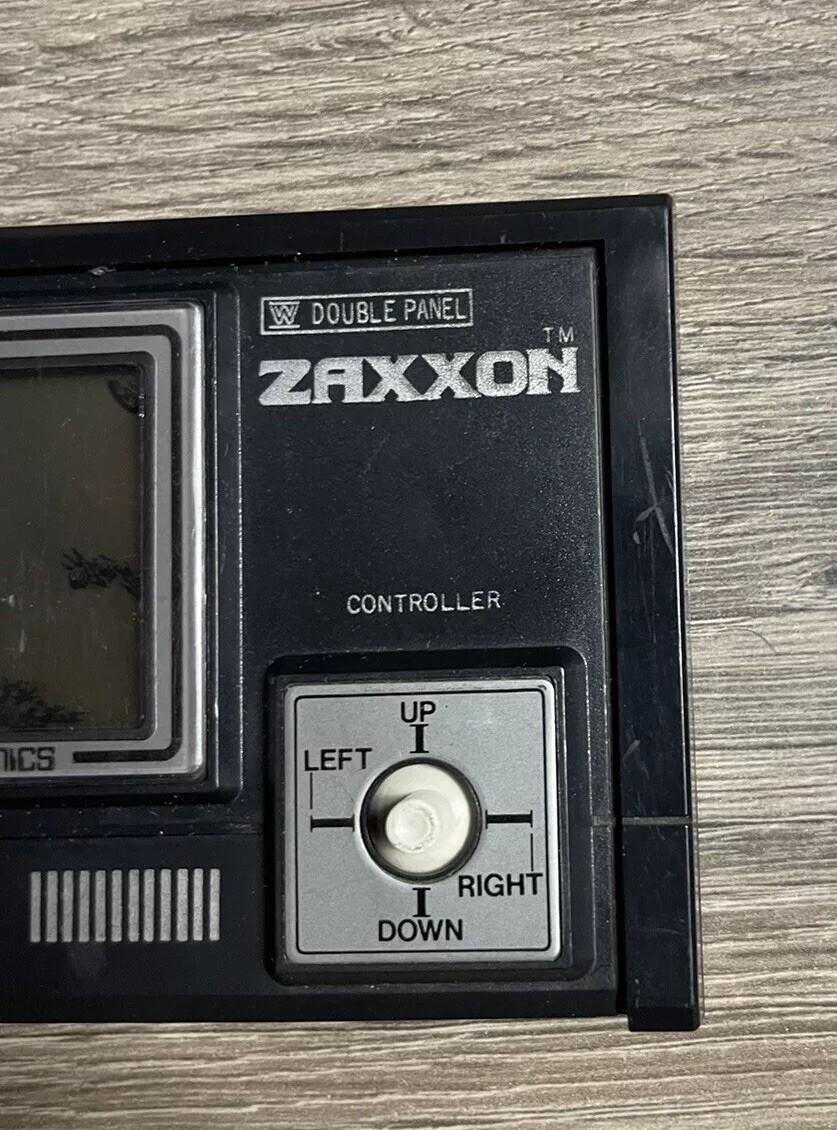 W DOUBLE PANEL
ZAXXON
TM
CONTROLLER
UP
LEFT
RIGHT
DOWN
NICS